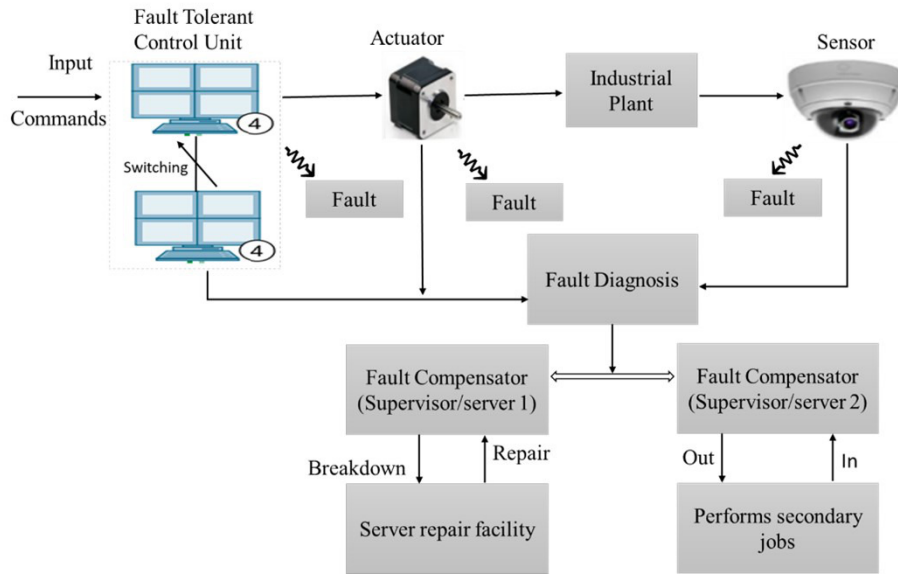 Fault Tolerant
Control Unit
Actuator
Sensor
Input
Commands
4
Industrial
Plant
Switching
Fault
Fault
Fault
4
Fault Diagnosis
Fault Compensator
(Supervisor/server 1)
Fault Compensator
(Supervisor/server 2)
Breakdown
Repair
Out
In
Server repair facility
Performs secondary
jobs